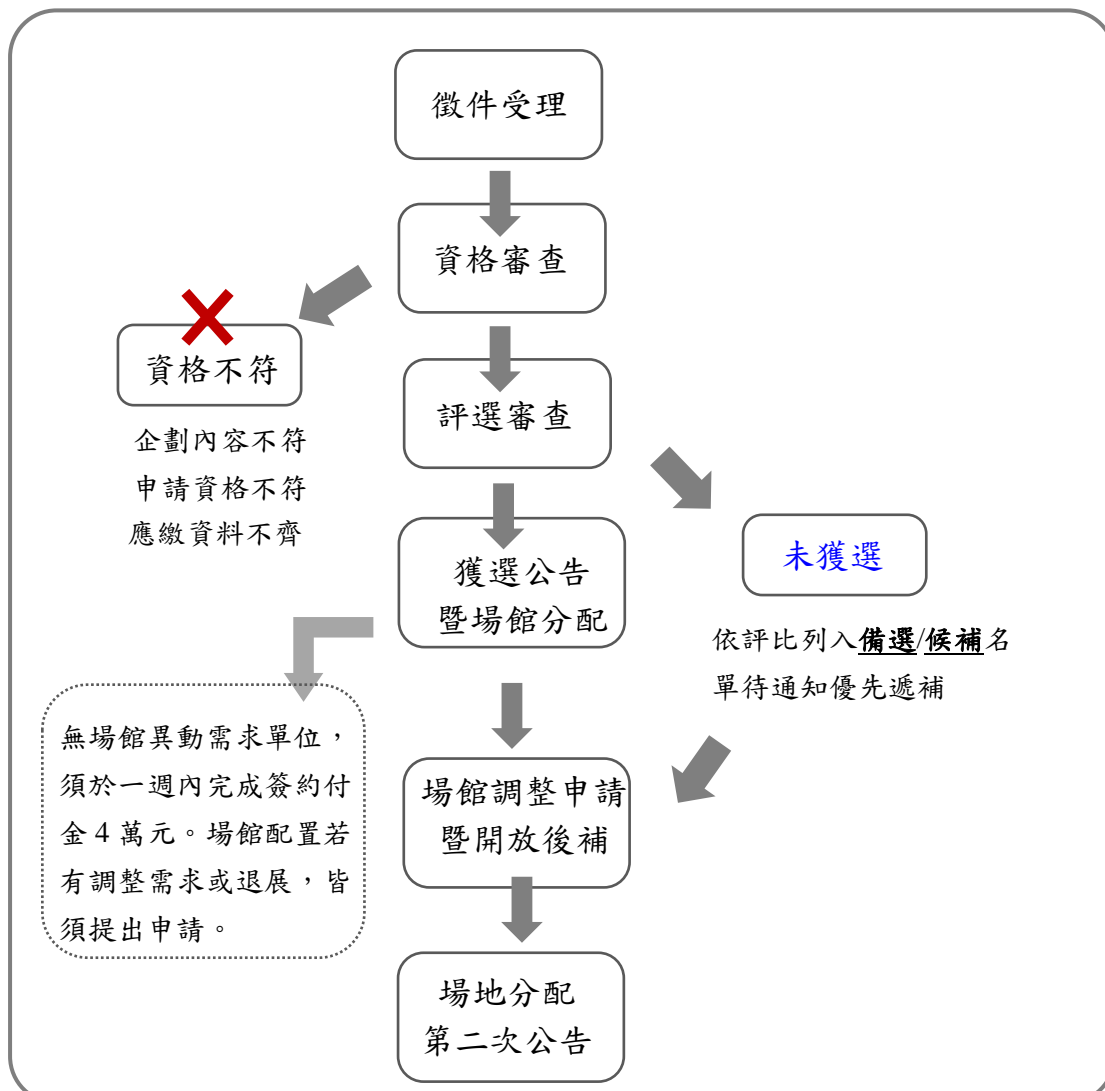 徵件受理
資格審查
資格不符
企劃內容不符
申請資格不符
應繳資料不齊
評選審查
獲選公告
暨場館分配
未獲選
依評比列入備選/候補名
單待通知優先遞補
無場館異動需求單位，
須於一週內完成簽約付
金4萬元。場館配置若
有調整需求或退展，皆
須提出申請。
場館調整申請
暨開放後補
場地分配
第二次公告